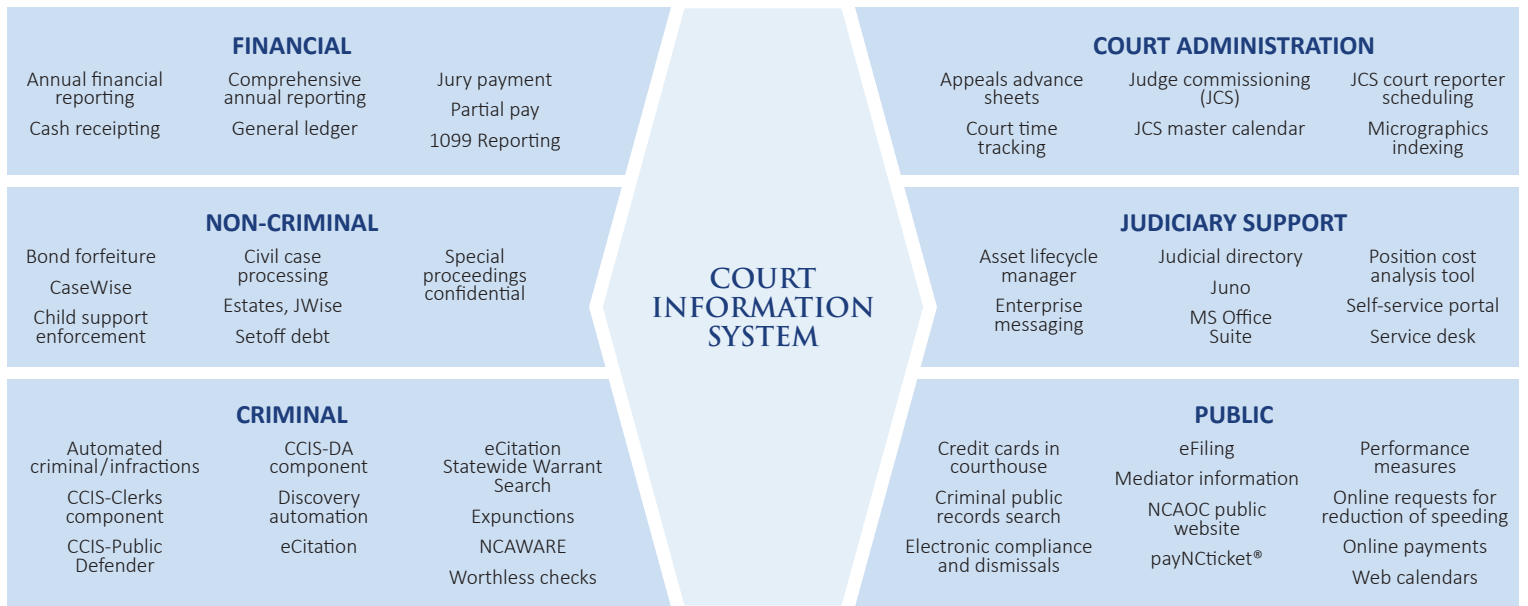 FINANCIAL
Annual financial
reporting
Cash receipting
Comprehensive
annual reporting
General ledger
Jury payment
Partial pay
1099 Reporting
NON-CRIMINAL
Bond forfeiture
CaseWise
Child support
enforcement
Civil case
processing
Estates, JWise
Setoff debt
Special
proceedings
confidential
CRIMINAL
Automated
criminal/infractions
CCIS-Clerks
component
CCIS-Public
Defender
CCIS-DA
component
Discovery
automation
eCitation
eCitation
Statewide Warrant
Search
Expunctions
NCAWARE
Worthless checks
COURT
INFORMATION
SYSTEM
COURT ADMINISTRATION
Appeals advance
sheets
Court time
tracking
Judge commissioning
(JCS)
JCS master calendar
JCS court reporter
scheduling
Micrographics
indexing
JUDICIARY SUPPORT
Asset lifecycle
manager
Enterprise
messaging
Judicial directory
Juno
MS Office
Suite
Position cost
analysis tool
Self-service portal
Service desk
PUBLIC
Credit cards in
courthouse
Criminal public
records search
Electronic compliance
and dismissals
eFiling
Mediator information
NCAOC public
website
payNCticket®
Performance
measures
Online requests for
reduction of speeding
Online payments
Web calendars